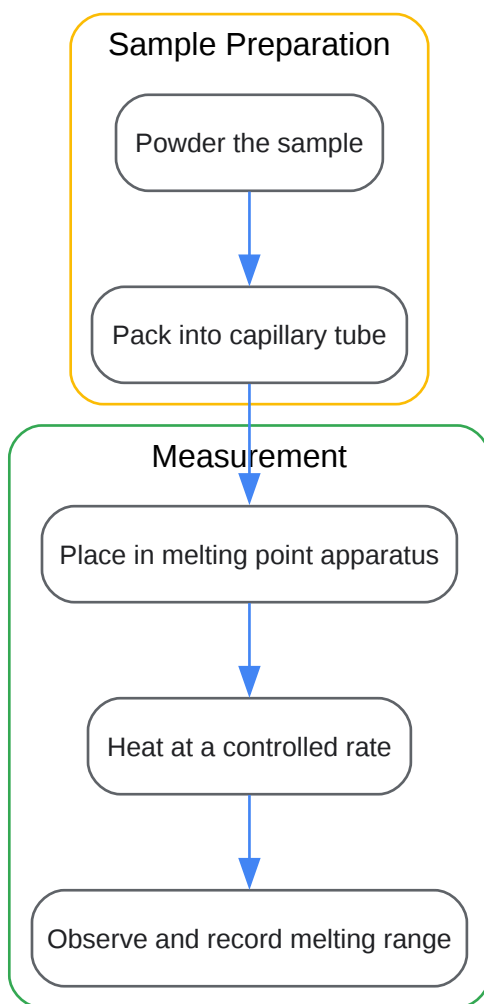 Sample Preparation
Powder the sample
Pack into capillary tube
Measurement
Place in melting point apparatus
Heat at a controlled rate
Observe and record melting range